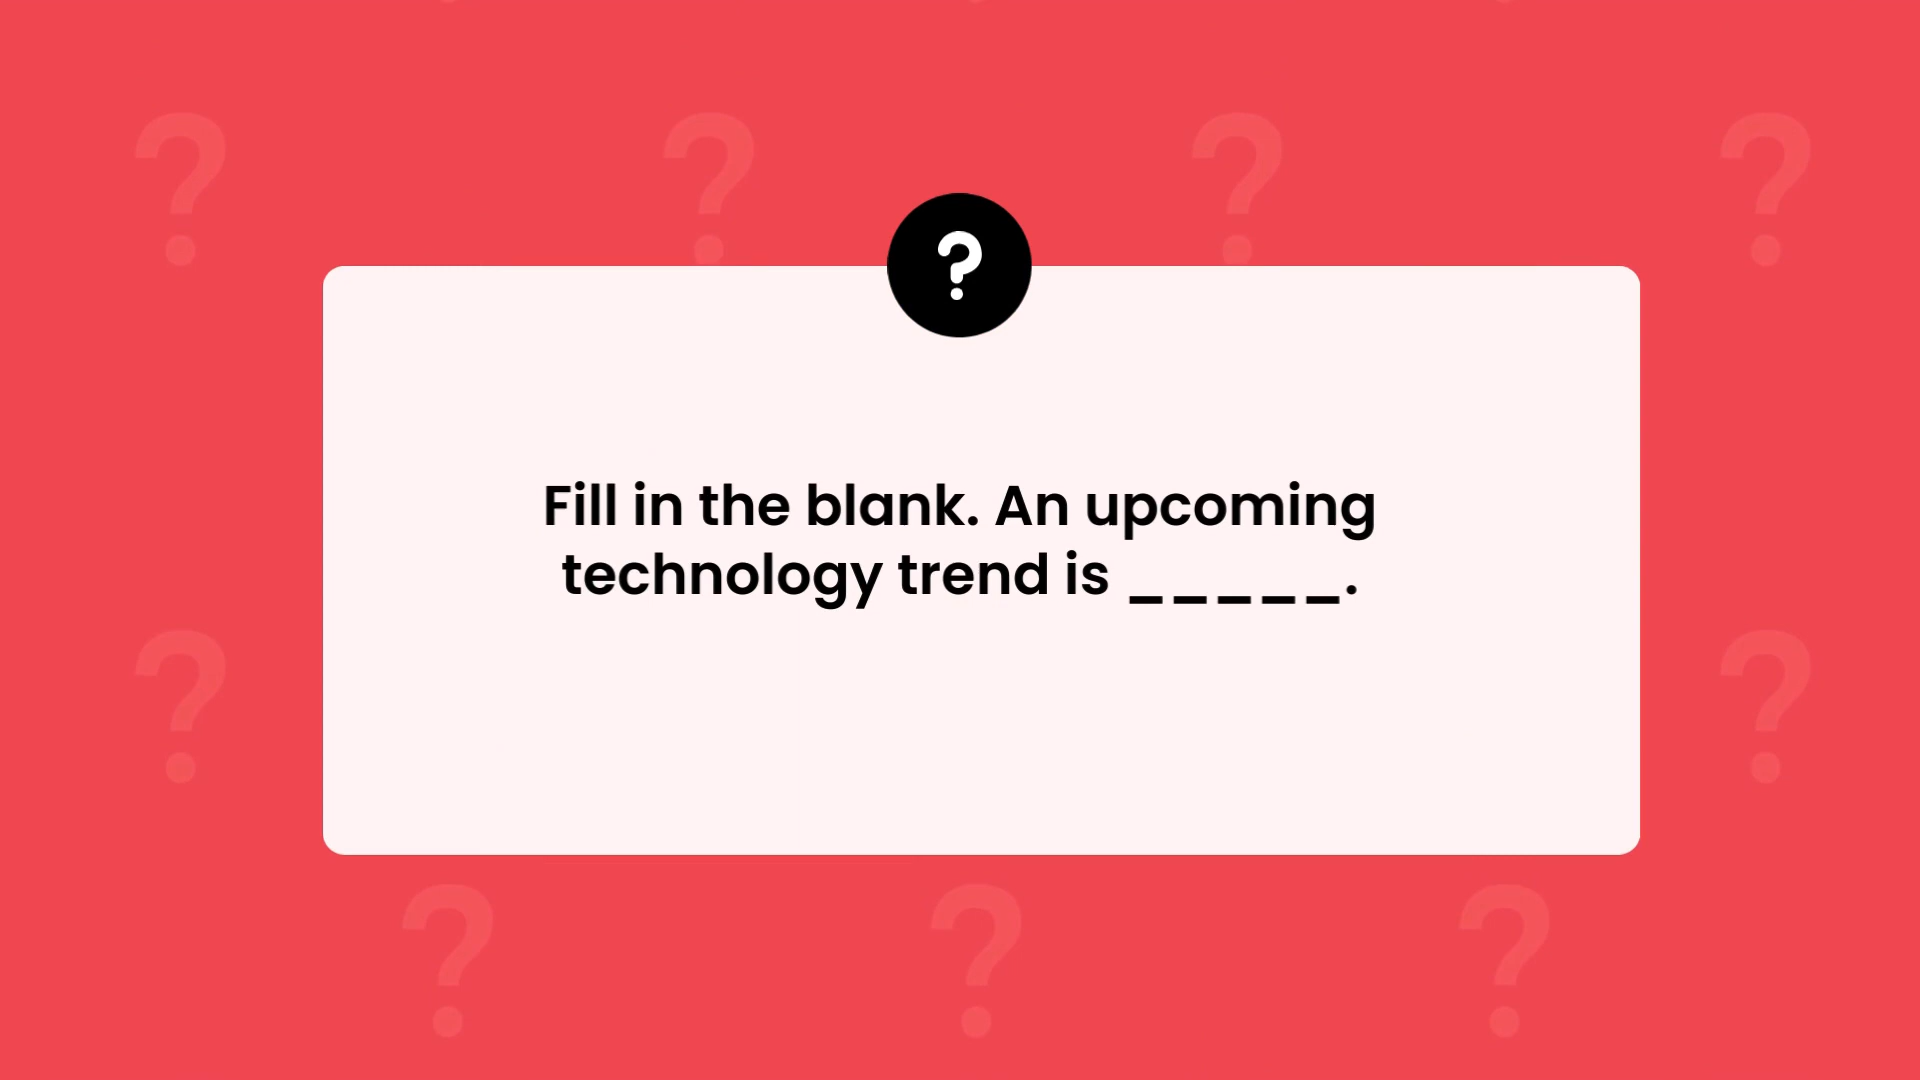 ?
Fill in the blank. An upcoming
technology trend is _____.